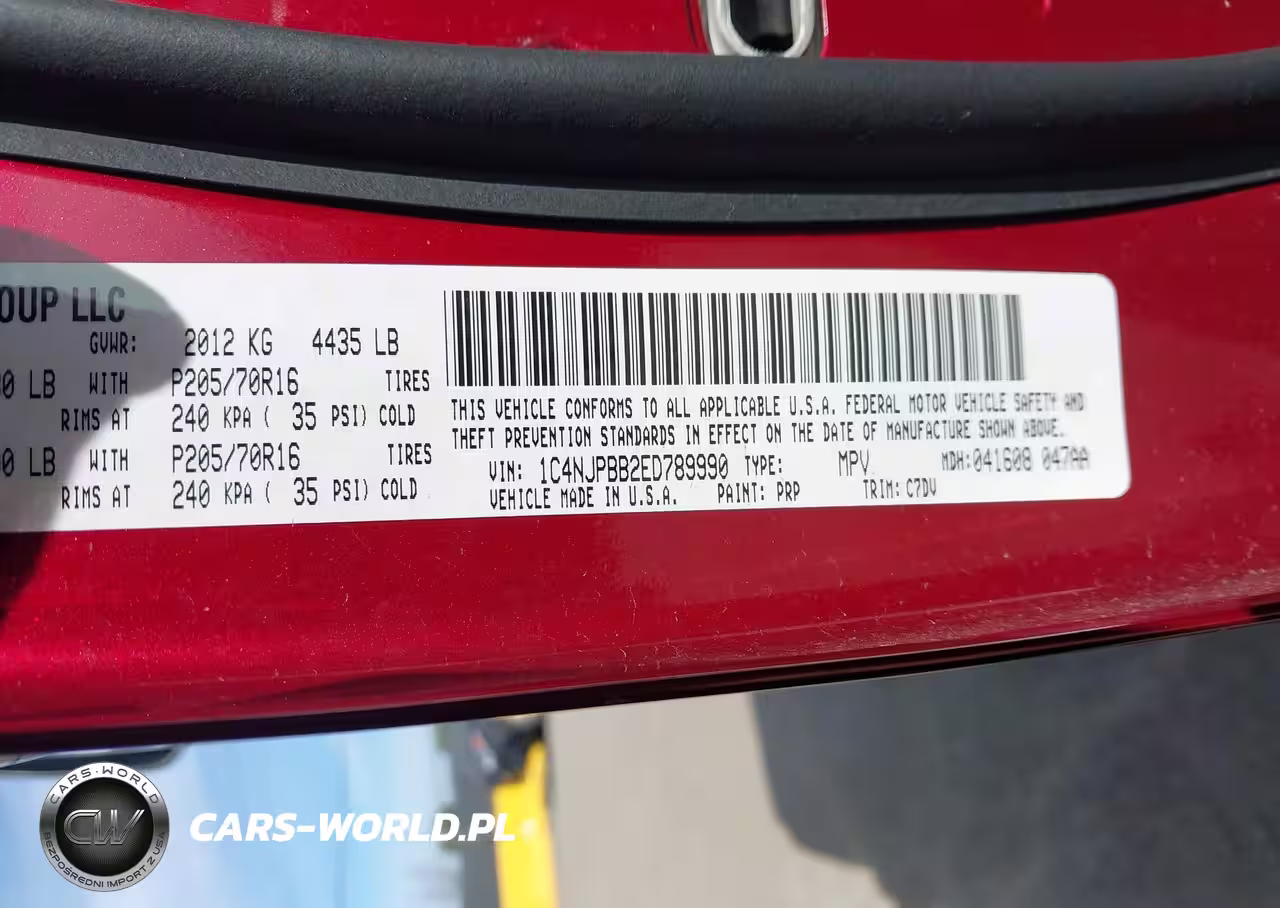 OUP LLC
GVWR: 2012 KG 4435 LB
0 LB WITH P205/70R16 TIRES
RIMS AT 240 KPA ( 35 PSI) COLD
0 LB WITH P205/70R16 TIRES
RIMS AT 240 KPA ( 35 PSI) COLD
THIS VEHICLE CONFORMS TO ALL APPLICABLE U.S.A. FEDERAL MOTOR VEHICLE SAFETY AND
THEFT PREVENTION STANDARDS IN EFFECT ON THE DATE OF MANUFACTURE SHOWN ABOVE.
VIN: 1C4NJPBB2ED789990 TYPE: MPV MDH:041608 047AA
VEHICLE MADE IN U.S.A. PAINT: PRP TRIM: C7DV
CARS-WORLD
CW
BEZPOŚREDNI IMPORT Z USA
CARS-WORLD.PL